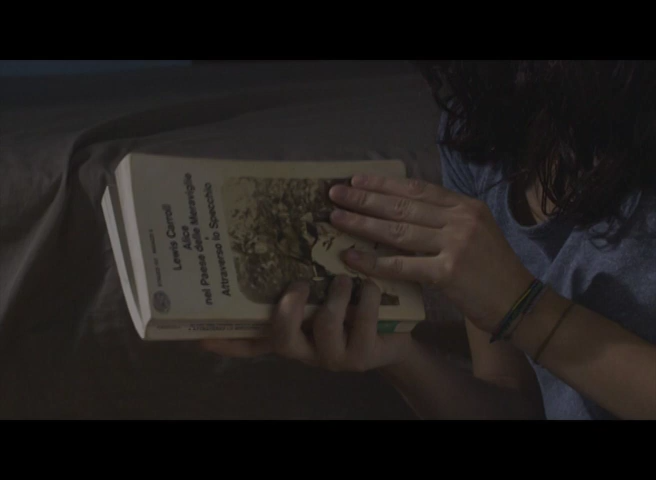 Lewis Carroll
Alice
nel Paese delle Meraviglie
e
Attraverso lo Specchio